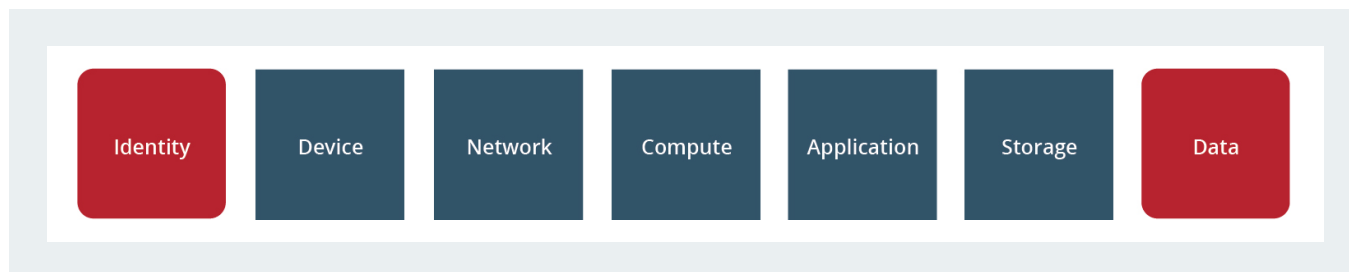 Identity
Device
Network
Compute
Application
Storage
Data